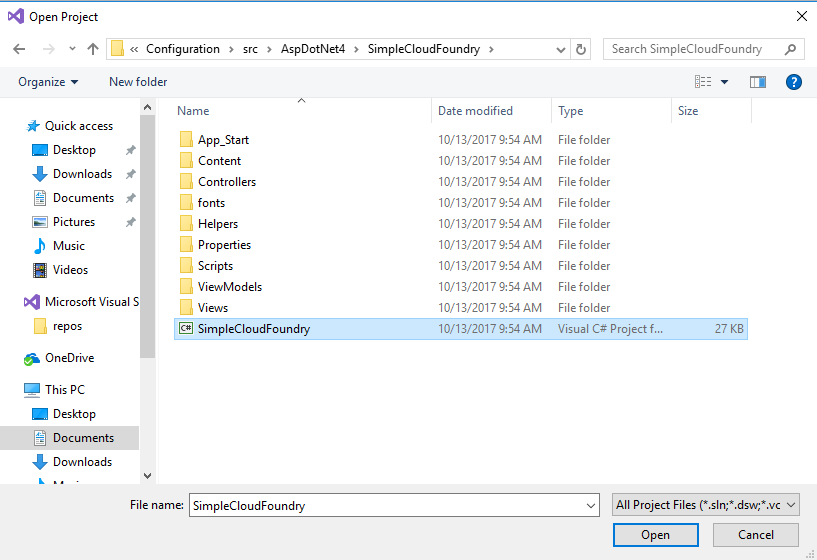 Open Project
« Configuration > src > AspDotNet4 > SimpleCloudFoundry >
Search SimpleCloudFoundry
Organize
New folder
?
Name
Date modified
Type
Size
Quick access
Desktop
Downloads
Documents
Pictures
Music
Videos
Microsoft Visual S
repos
OneDrive
This PC
Desktop
Documents
Downloads
App_Start 10/13/2017 9:54 AM File folder
Content 10/13/2017 9:54 AM File folder
Controllers 10/13/2017 9:54 AM File folder
fonts 10/13/2017 9:54 AM File folder
Helpers 10/13/2017 9:54 AM File folder
Properties 10/13/2017 9:54 AM File folder
Scripts 10/13/2017 9:54 AM File folder
ViewModels 10/13/2017 9:54 AM File folder
Views 10/13/2017 9:54 AM File folder
C# SimpleCloudFoundry 10/13/2017 9:54 AM Visual C# Project f... 27 KB
File name: SimpleCloudFoundry
All Project Files (*.sln;*.dsw;*.vc
Open
Cancel